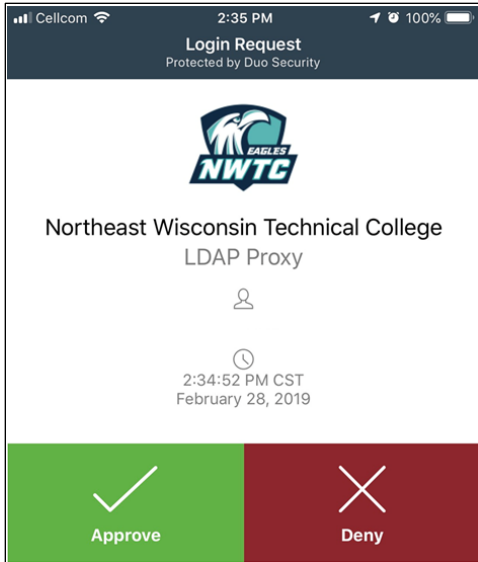 Cellcom 2:35 PM 100%
Login Request
Protected by Duo Security
EAGLES
NWTC
Northeast Wisconsin Technical College
LDAP Proxy
2:34:52 PM CST
February 28, 2019
Approve Deny